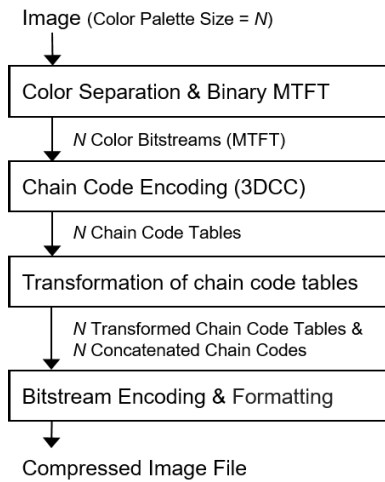 Image (Color Palette Size = N)
Color Separation & Binary MTFT
N Color Bitstreams (MTFT)
Chain Code Encoding (3DCC)
N Chain Code Tables
Transformation of chain code tables
N Transformed Chain Code Tables &
N Concatenated Chain Codes
Bitstream Encoding & Formatting
Compressed Image File